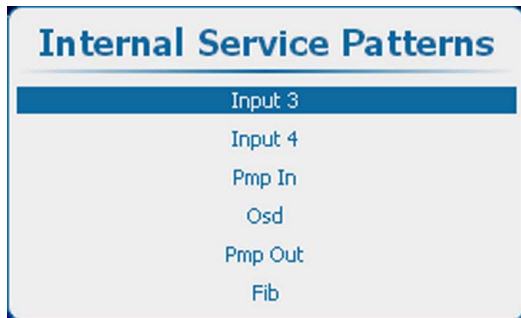 Internal Service Patterns
Input 3
Input 4
Pmp In
Osd
Pmp Out
Fib